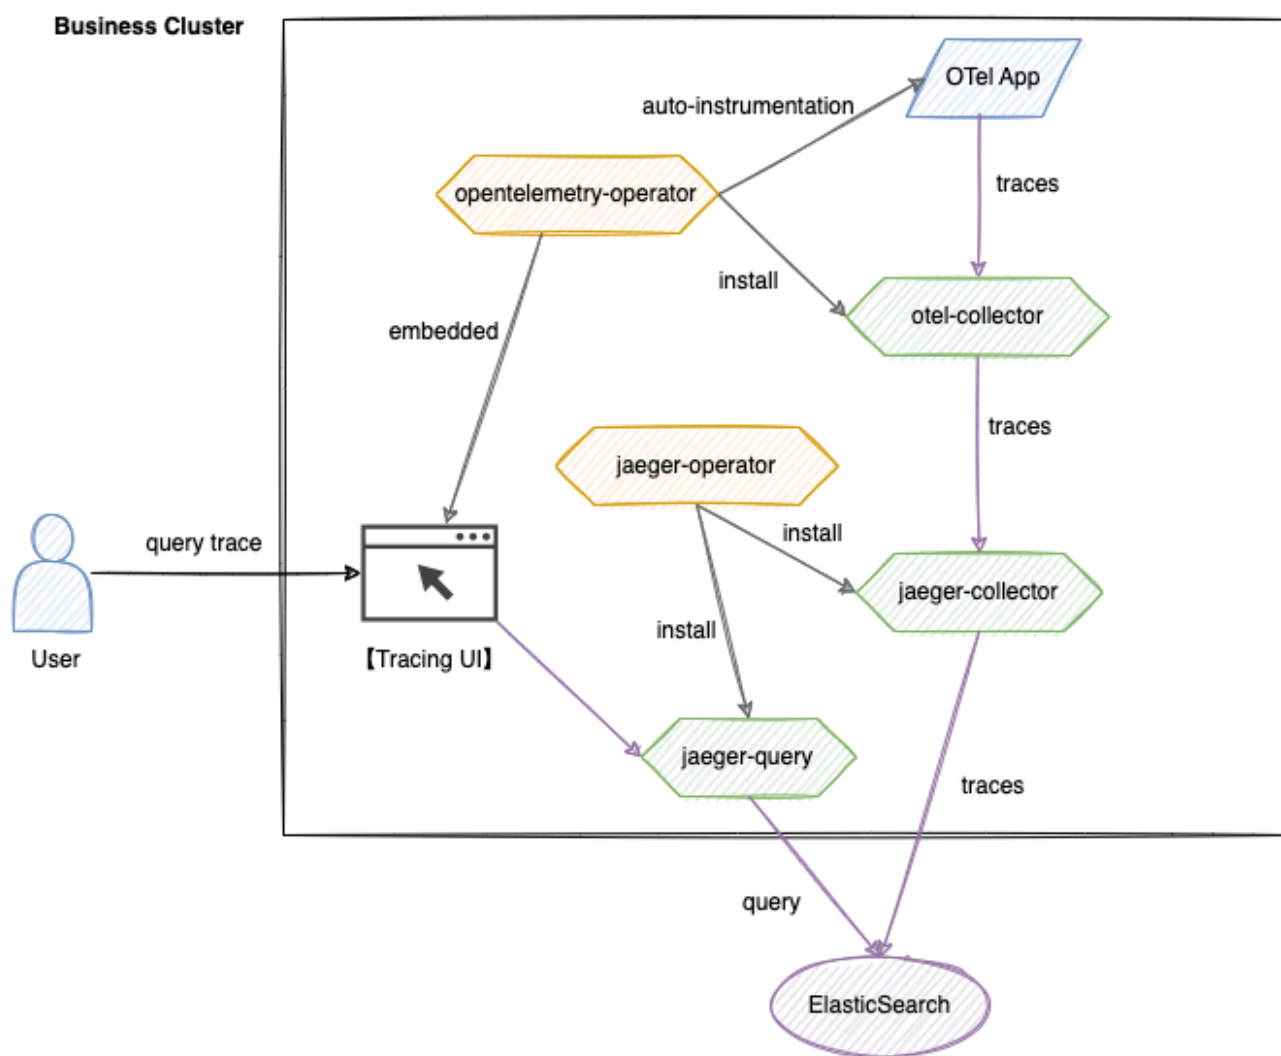 Business Cluster
OTel App
auto-instrumentation
traces
opentelemetry-operator
install
otel-collector
embedded
traces
jaeger-operator
install
query trace
jaeger-collector
install
User
【Tracing UI】
jaeger-query
traces
query
ElasticSearch